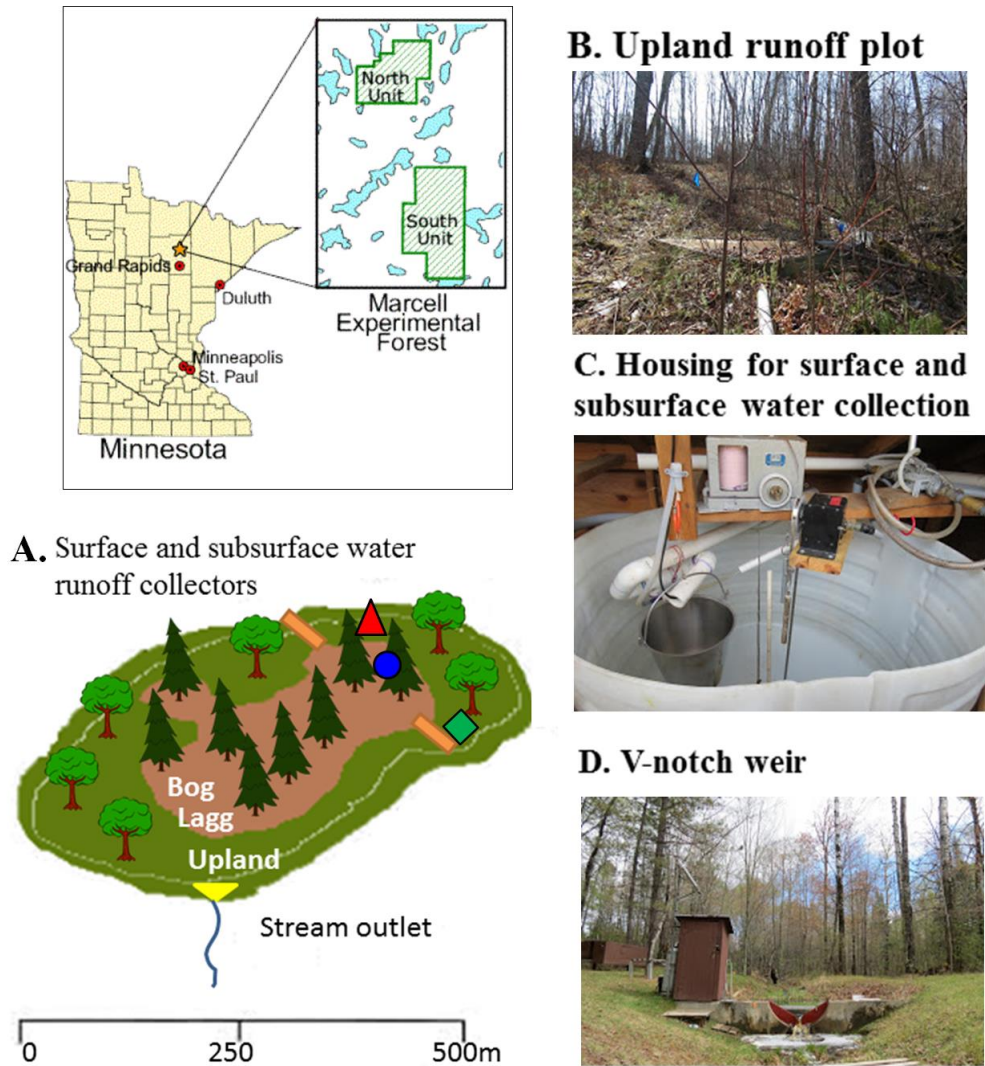 North
Unit
South
Unit
Grand Rapids
Duluth
Minneapolis
St. Paul
Marcell
Experimental
Forest
Minnesota
A. Surface and subsurface water
runoff collectors
Bog
Lagg
Upland
Stream outlet
0 250 500m
B. Upland runoff plot
C. Housing for surface and
subsurface water collection
D. V-notch weir